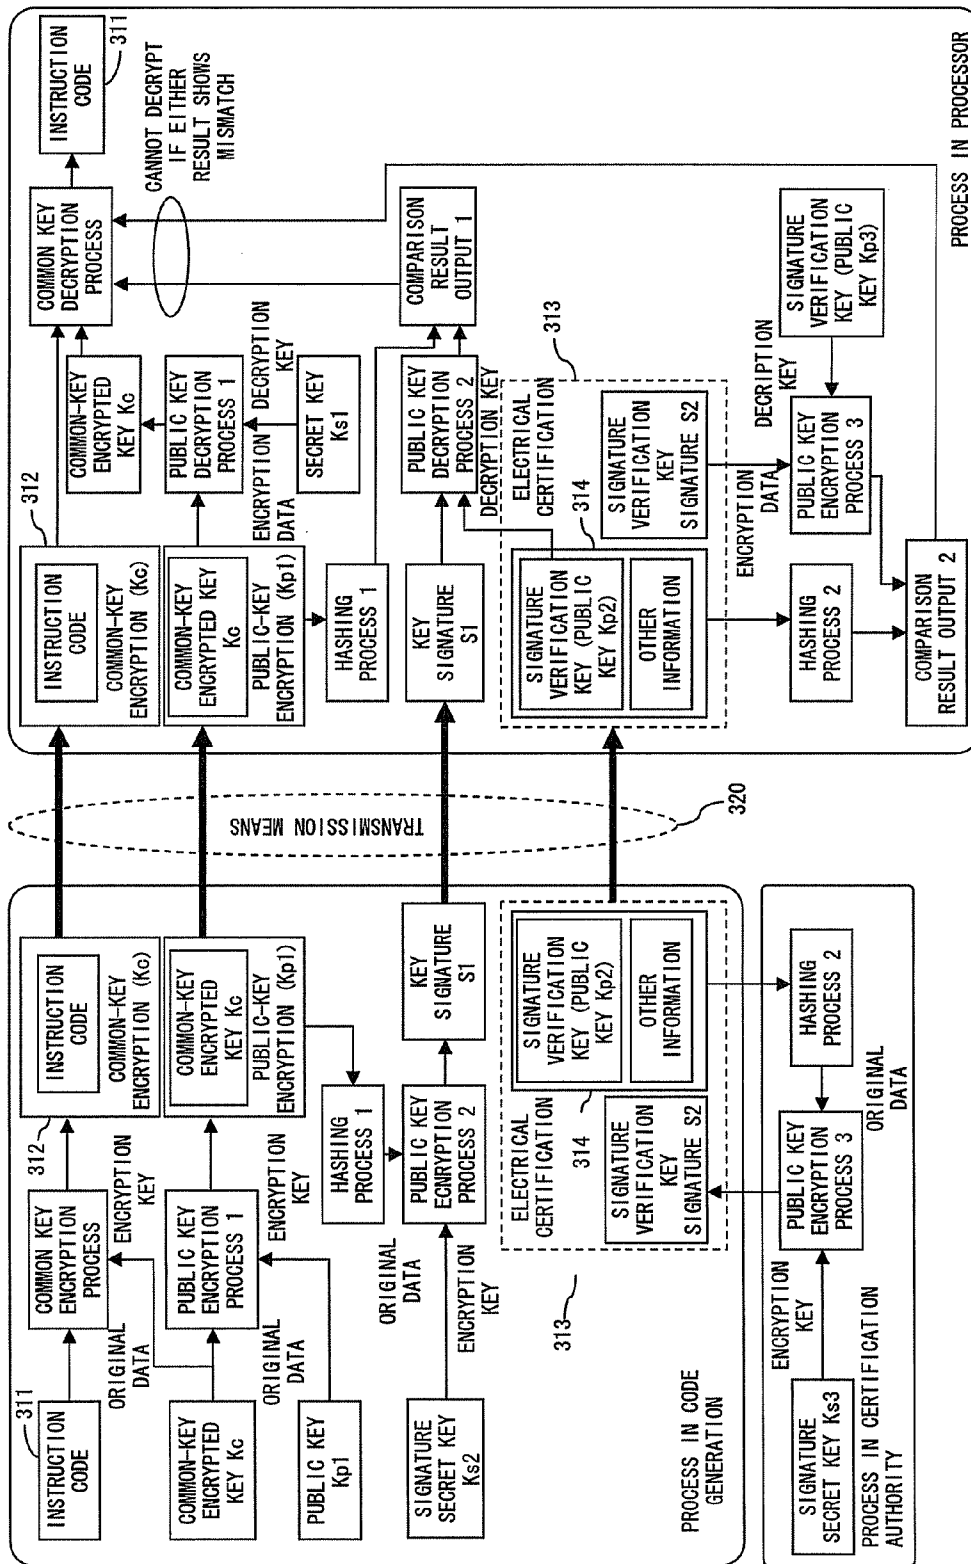 311
INSTRUCTION
CODE
ORIGINAL
DATA
COMMON KEY
ENCRYPTION
PROCESS
ENCRYPTION
KEY
312
INSTRUCTION
CODE
COMMON-KEY
ENCRYPTION (Kc)
COMMON-KEY
ENCRYPTED
KEY Kc
ORIGINAL
DATA
PUBLIC KEY
ENCRYPTION
PROCESS 1
ENCRYPTION
KEY
COMMON-KEY
ENCRYPTED
KEY Kc
PUBLIC-KEY
ENCRYPTION (Kp1)
PUBLIC KEY
Kp1
HASHING
PROCESS 1
ORIGINAL
DATA
SIGNATURE
SECRET KEY
Ks2
ENCRYPTION
KEY
PUBLIC KEY
ECNRYPTION
PROCESS 2
KEY
SIGNATURE
S1
313
ELECTRICAL
CERTIFICATION
314
SIGNATURE
VERIFICATION
KEY (PUBLIC
KEY Kp2)
OTHER
INFORMATION
SIGNATURE
VERIFICATION
KEY
SIGNATURE S2
PROCESS IN CODE
GENERATION
SIGNATURE
SECRET KEY Ks3
ENCRYPTION
KEY
PUBLIC KEY
ENCRYPTION
PROCESS 3
HASHING
PROCESS 2
ORIGINAL
DATA
PROCESS IN CERTIFICATION
AUTHORITY
TRANSMISSION MEANS
320
312
INSTRUCTION
CODE
COMMON-KEY
ENCRYPTION (Kc)
COMMON KEY
DECRYPTION
PROCESS
INSTRUCTION
CODE
311
CANNOT DECRYPT
IF EITHER
RESULT SHOWS
MISMATCH
COMMON-KEY
ENCRYPTED
KEY Kc
COMMON-KEY
ENCRYPTED KEY
Kc
PUBLIC-KEY
ENCRYPTION (Kp1)
PUBLIC KEY
DECRYPTION
PROCESS 1
ENCRYPTION
DATA
DECRYPTION
KEY
SECRET KEY
Ks1
HASHING
PROCESS 1
COMPARISON
RESULT
OUTPUT 1
KEY
SIGNATURE
S1
PUBLIC KEY
DECRYPTION
PROCESS 2
DECRYPTION KEY
ELECTRICAL
CERTIFICATION
313
314
SIGNATURE
VERIFICATION
KEY (PUBLIC
KEY Kp2)
OTHER
INFORMATION
SIGNATURE
VERIFICATION
KEY
SIGNATURE S2
ENCRYPTION
DATA
DECRIPTION
KEY
SIGNATURE
VERIFICATION
KEY (PUBLIC
KEY Kp3)
HASHING
PROCESS 2
PUBLIC KEY
ENCRYPTION
PROCESS 3
COMPARISON
RESULT OUTPUT 2
PROCESS IN PROCESSOR